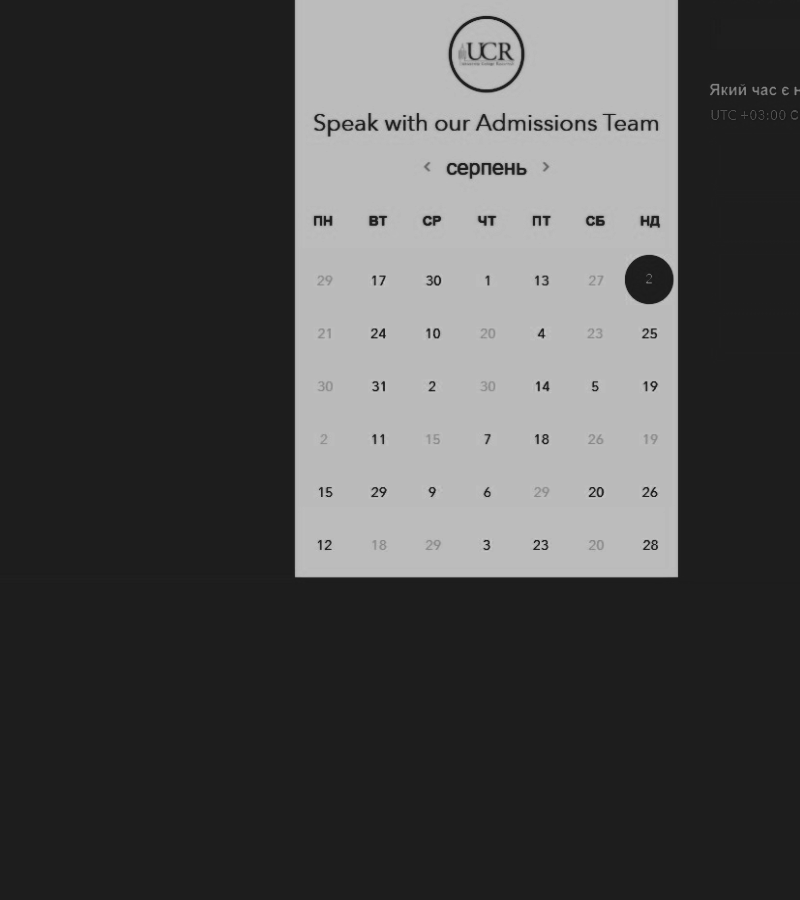 UCR
Speak with our Admissions Team
< серпень >
ПН ВТ СР ЧТ ПТ СБ НД
29 17 30 1 13 27 2
21 24 10 20 4 23 25
30 31 2 30 14 5 19
2 11 15 7 18 26 19
15 29 9 6 29 20 26
12 18 29 3 23 20 28
Який час є
UTC +03:00